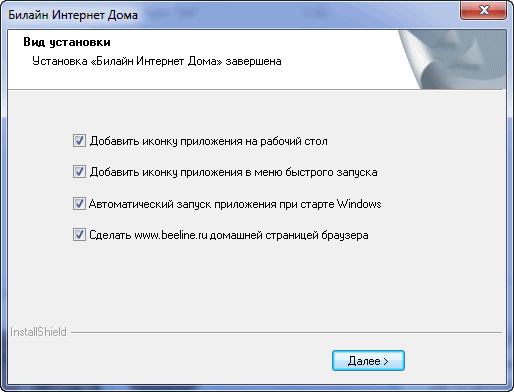 Билайн Интернет Дома
Вид установки
Установка «Билайн Интернет Дома» завершена
Добавить иконку приложения на рабочий стол
Добавить иконку приложения в меню быстрого запуска
Автоматический запуск приложения при старте Windows
Сделать www.beeline.ru домашней страницей браузера
InstallShield
Далее >